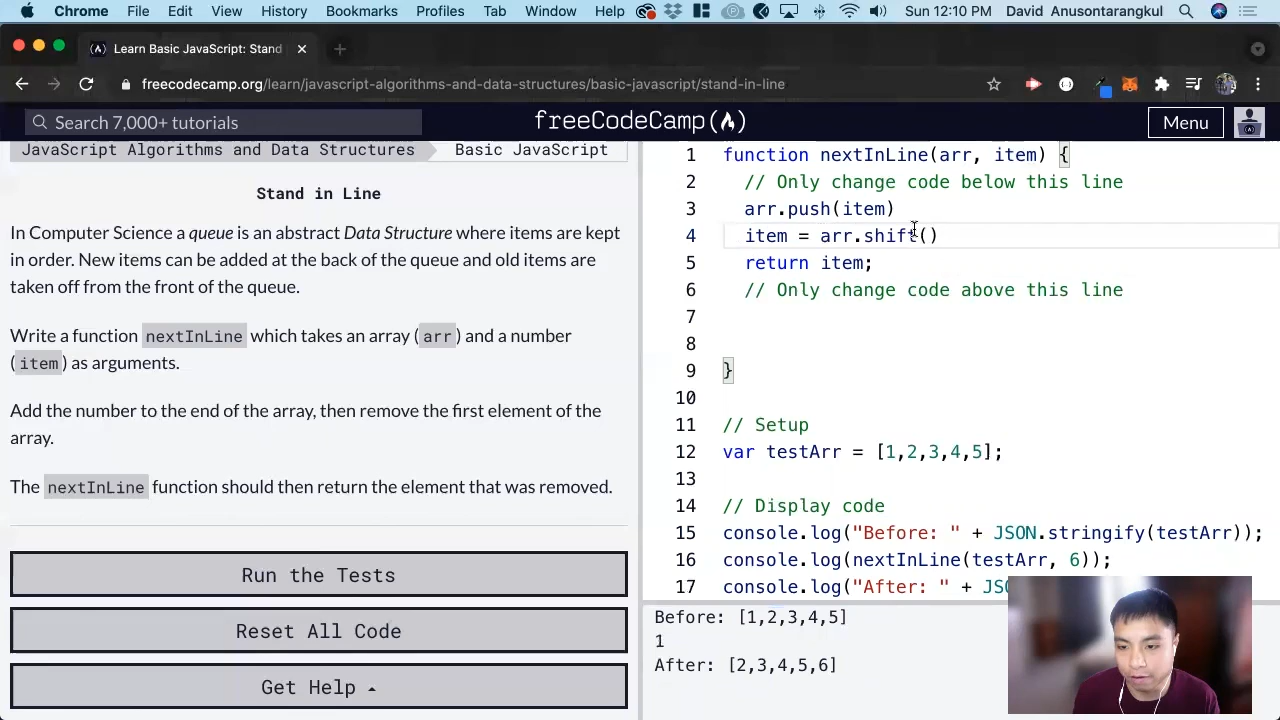 Chrome File Edit View History Bookmarks Profiles Tab Window Help Sun 12:10 PM David Anusontarangkul
Learn Basic JavaScript: Stand
freecodecamp.org/learn/javascript-algorithms-and-data-structures/basic-javascript/stand-in-line
Search 7,000+ tutorials
freeCodeCamp
Menu
JavaScript Algorithms and Data Structures
Basic JavaScript
Stand in Line
In Computer Science a queue is an abstract Data Structure where items are kept
in order. New items can be added at the back of the queue and old items are
taken off from the front of the queue.
Write a function nextInLine which takes an array (arr) and a number
(item) as arguments.
Add the number to the end of the array, then remove the first element of the
array.
The nextInLine function should then return the element that was removed.
Run the Tests
Reset All Code
Get Help
1 function nextInLine(arr, item) {
2 // Only change code below this line
3 arr.push(item)
4 item = arr.shift()
5 return item;
6 // Only change code above this line
7
8
9 }
10
11 // Setup
12 var testArr = [1,2,3,4,5];
13
14 // Display code
15 console.log("Before: " + JSON.stringify(testArr));
16 console.log(nextInLine(testArr, 6));
17 console.log("After: " + JS
Before: [1,2,3,4,5]
1
After: [2,3,4,5,6]